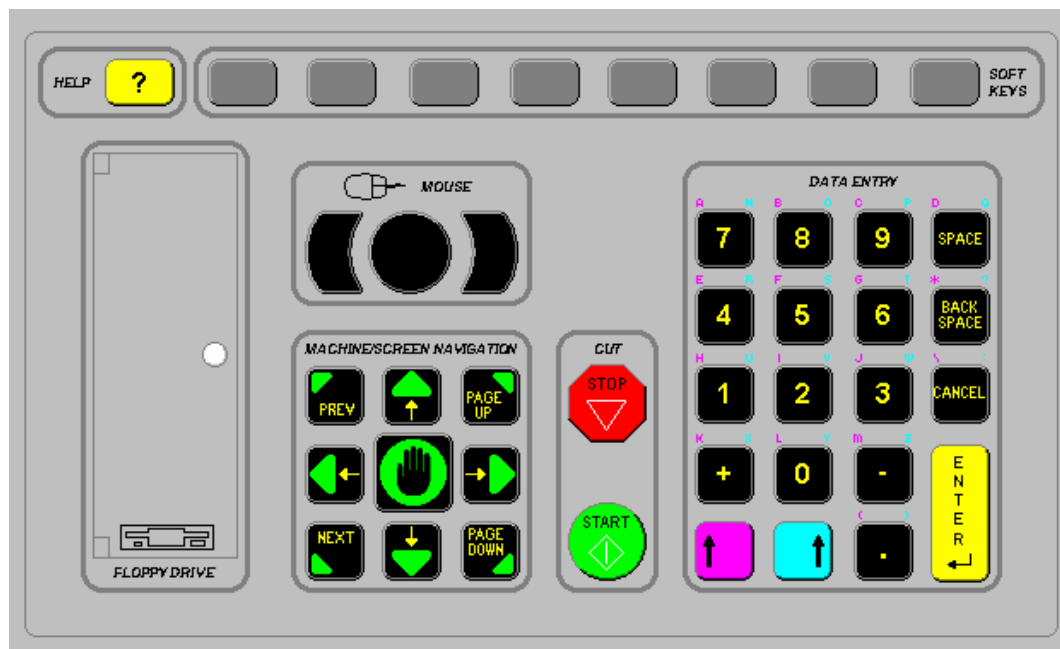 HELP
?
SOFT
KEYS
MOUSE
DATA ENTRY
A N B O C P D Q
7 8 9 SPACE
E R F S G T * ?
4 5 6 BACK
SPACE
MACHINE/SCREEN NAVIGATION
CUT
H U I V J W \ :
1 2 3 CANCEL
PREV
PAGE
UP
STOP
K X L Y M Z
+ 0 -
E
N
T
E
R
NEXT
PAGE
DOWN
START
( )
.
FLOPPY DRIVE